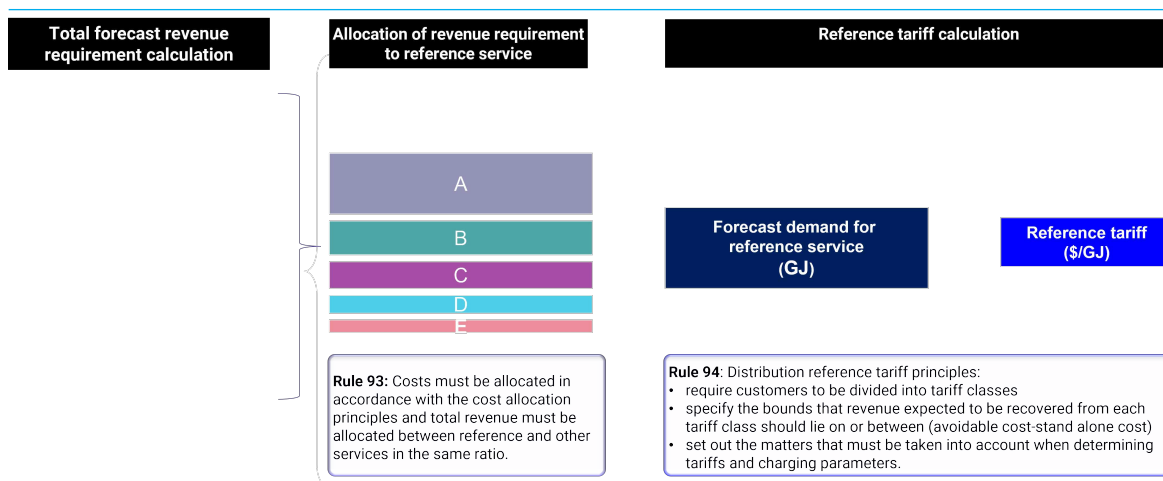 Total forecast revenue
requirement calculation
Allocation of revenue requirement
to reference service
Reference tariff calculation
A
B
C
D
E
Forecast demand for
reference service
(GJ)
Reference tariff
($/GJ)
Rule 93: Costs must be allocated in
accordance with the cost allocation
principles and total revenue must be
allocated between reference and other
services in the same ratio.
Rule 94: Distribution reference tariff principles:
• require customers to be divided into tariff classes
• specify the bounds that revenue expected to be recovered from each
tariff class should lie on or between (avoidable cost-stand alone cost)
• set out the matters that must be taken into account when determining
tariffs and charging parameters.